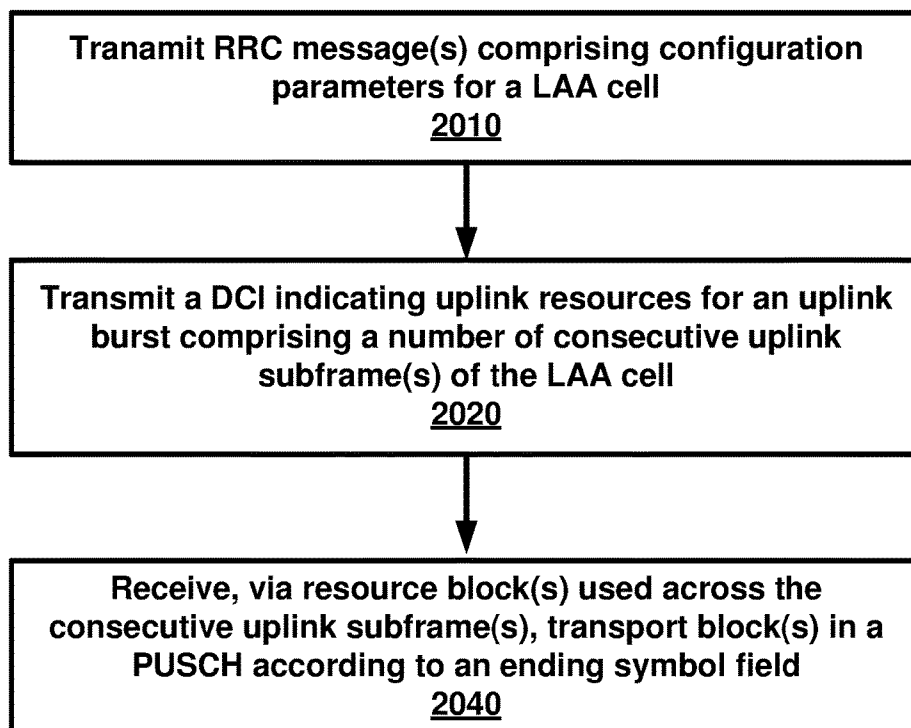 Tranamit RRC message(s) comprising configuration
parameters for a LAA cell
2010
Transmit a DCI indicating uplink resources for an uplink
burst comprising a number of consecutive uplink
subframe(s) of the LAA cell
2020
Receive, via resource block(s) used across the
consecutive uplink subframe(s), transport block(s) in a
PUSCH according to an ending symbol field
2040